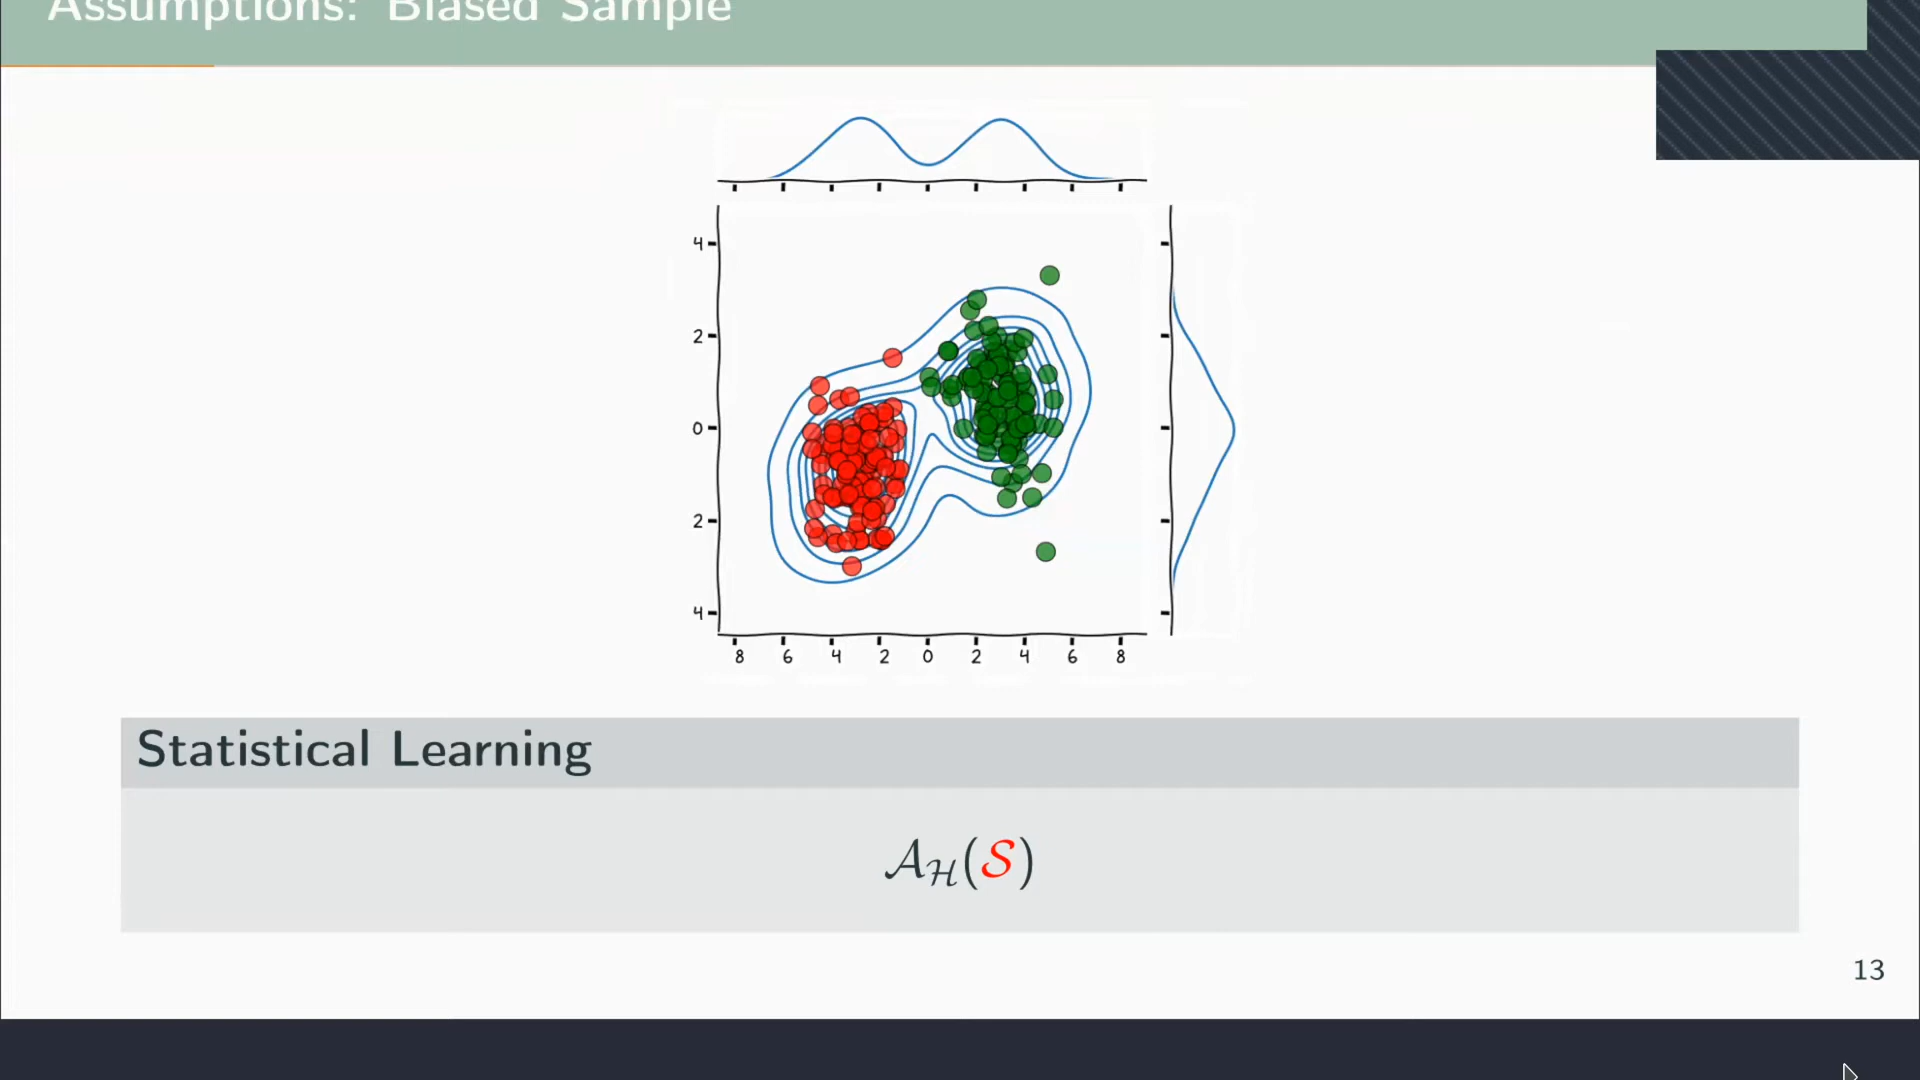 Assumptions: Biased Sample
4
2
0
2
4
8 6 4 2 0 2 4 6 8
Statistical Learning
𝒜_ℋ(𝒮)
13